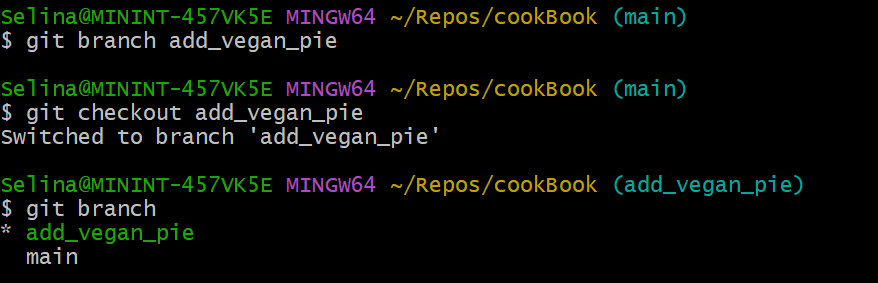 Selina@MININT-457VK5E MINGW64 ~/Repos/cookBook (main)
$ git branch add_vegan_pie
Selina@MININT-457VK5E MINGW64 ~/Repos/cookBook (main)
$ git checkout add_vegan_pie
Switched to branch 'add_vegan_pie'
Selina@MININT-457VK5E MINGW64 ~/Repos/cookBook (add_vegan_pie)
$ git branch
* add_vegan_pie
  main